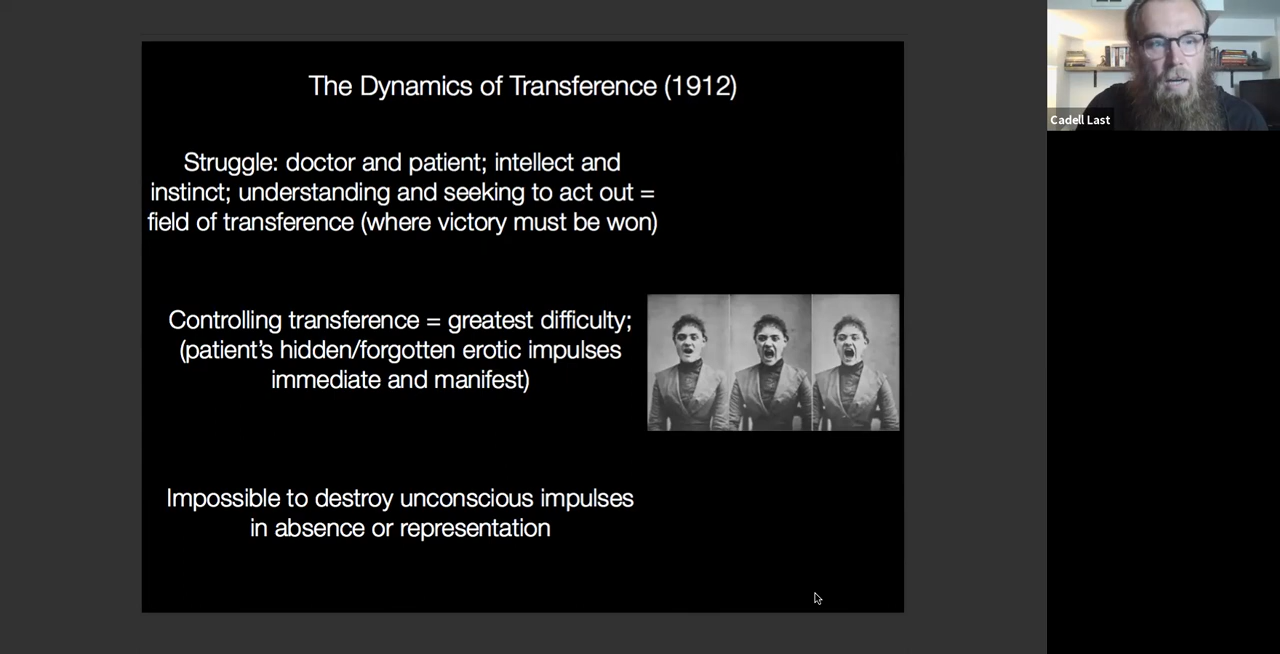 The Dynamics of Transference (1912)
Struggle: doctor and patient; intellect and
instinct; understanding and seeking to act out =
field of transference (where victory must be won)
Controlling transference = greatest difficulty;
(patient's hidden/forgotten erotic impulses
immediate and manifest)
Impossible to destroy unconscious impulses
in absence or representation
Cadell Last